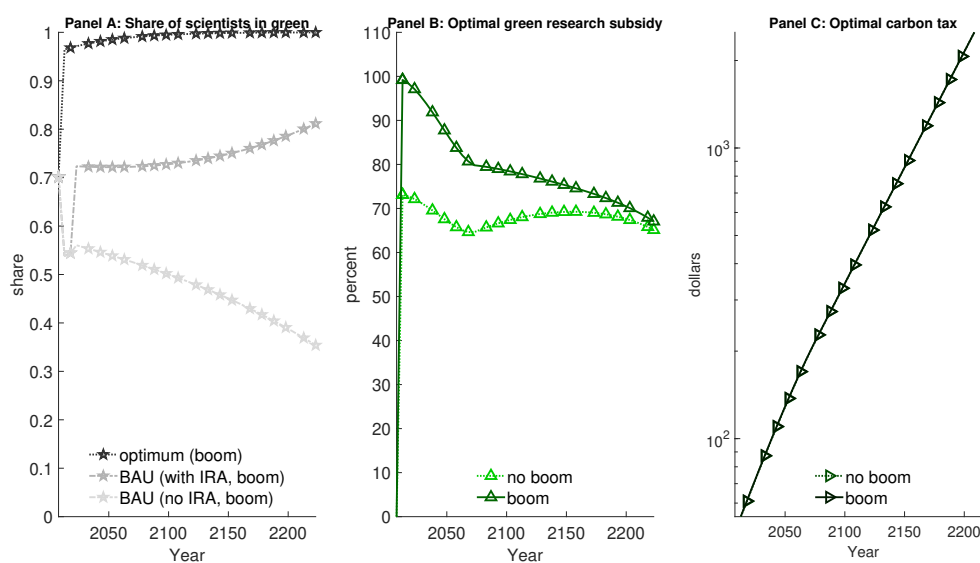 Panel A: Share of scientists in green
1
0.9
0.8
0.7
0.6
0.5
0.4
0.3
0.2
0.1
0
share
2050
2100
2150
2200
Year
optimum (boom)
BAU (with IRA, boom)
BAU (no IRA, boom)
Panel B: Optimal green research subsidy
110
100
90
80
70
60
50
40
30
20
10
0
percent
2050
2100
2150
2200
Year
no boom
boom
Panel C: Optimal carbon tax
10^3
10^2
dollars
2050
2100
2150
2200
Year
no boom
boom